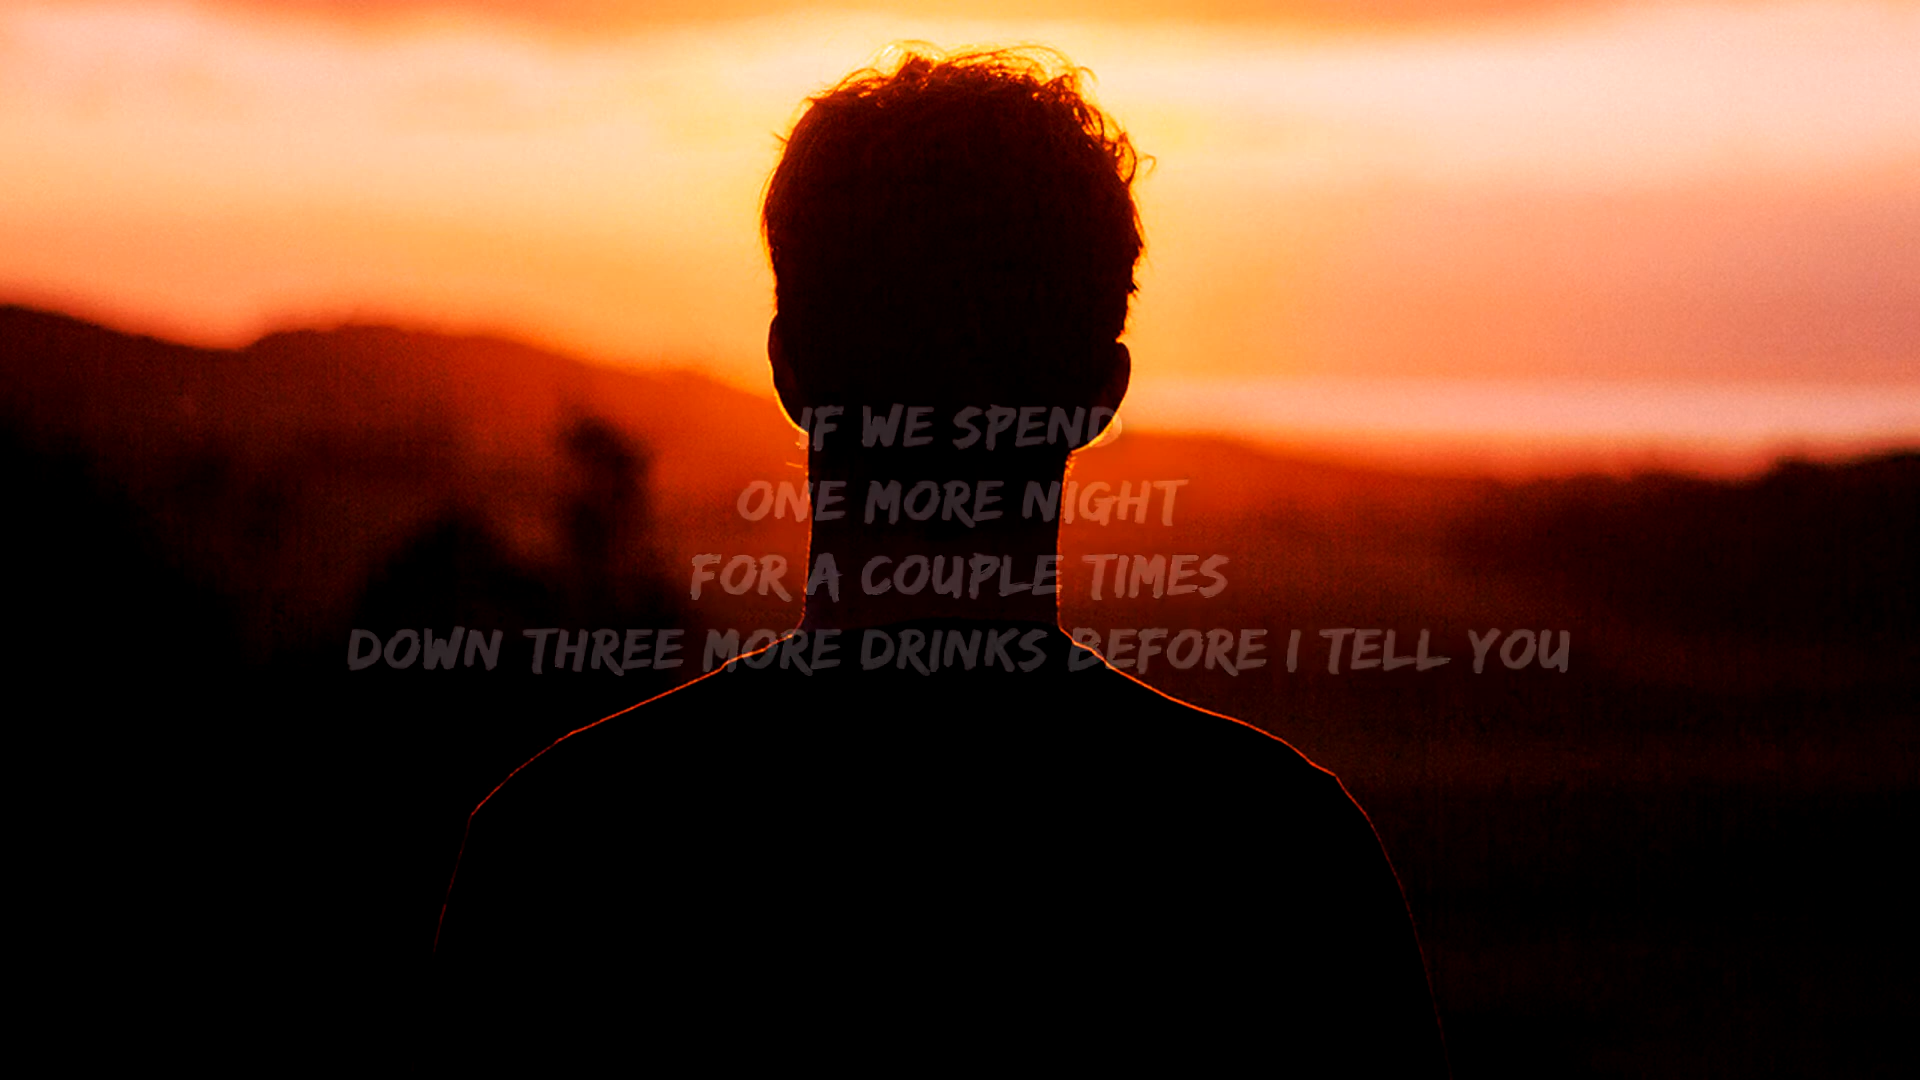 IF WE SPEND
ONE MORE NIGHT
FOR A COUPLE TIMES
DOWN THREE MORE DRINKS BEFORE I TELL YOU